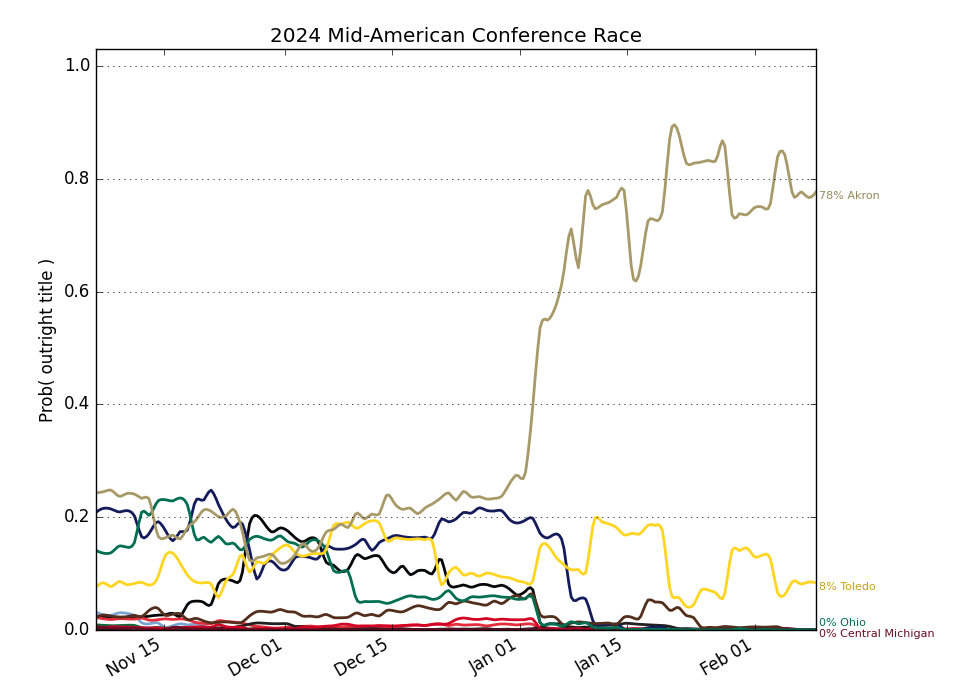 2024 Mid-American Conference Race
1.0
0.8
0.6
0.4
0.2
0.0
Prob( outright title )
78% Akron
8% Toledo
0% Ohio
0% Central Michigan
Nov 15
Dec 01
Dec 15
Jan 01
Jan 15
Feb 01